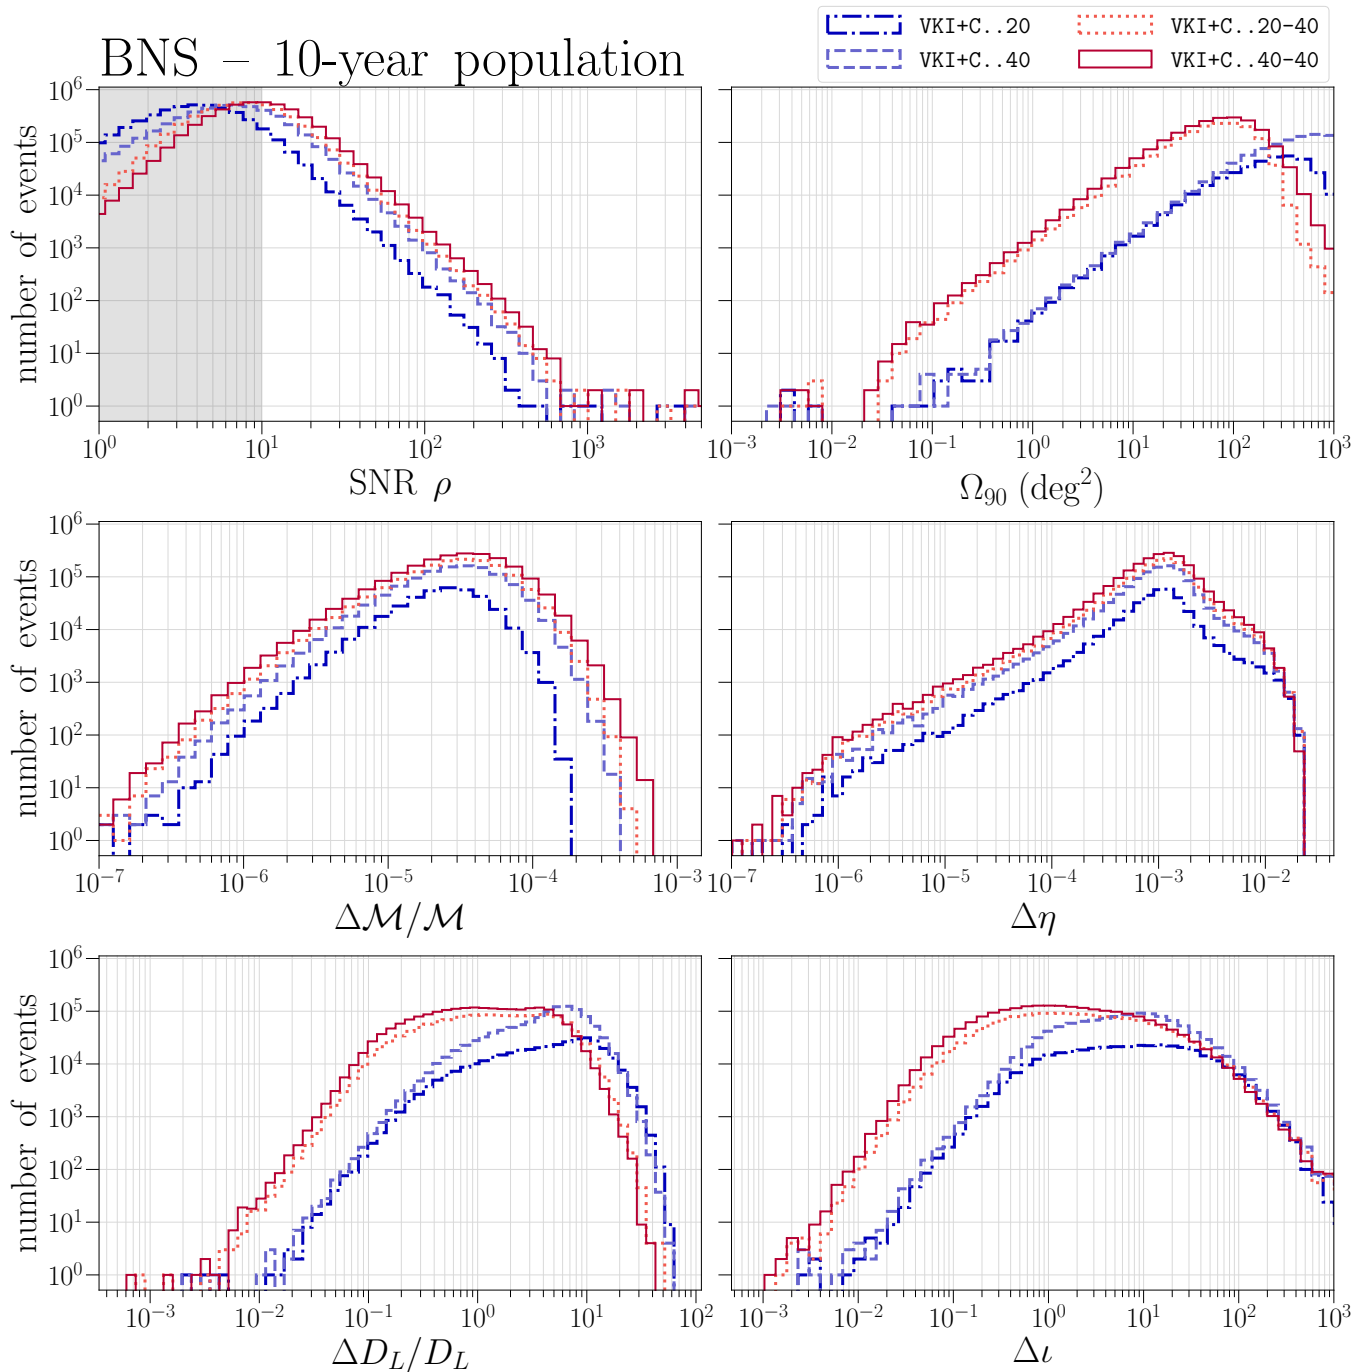 BNS – 10-year population
VKI+C..20
VKI+C..40
VKI+C..20-40
VKI+C..40-40
number of events
10⁶
10⁵
10⁴
10³
10²
10¹
10⁰
10⁰ 10¹ 10² 10³
SNR ρ
10⁻³ 10⁻² 10⁻¹ 10⁰ 10¹ 10² 10³
Ω₉₀ (deg²)
number of events
10⁶
10⁵
10⁴
10³
10²
10¹
10⁰
10⁻⁷ 10⁻⁶ 10⁻⁵ 10⁻⁴ 10⁻³
Δℳ/ℳ
10⁻⁷ 10⁻⁶ 10⁻⁵ 10⁻⁴ 10⁻³ 10⁻²
Δη
number of events
10⁶
10⁵
10⁴
10³
10²
10¹
10⁰
10⁻³ 10⁻² 10⁻¹ 10⁰ 10¹ 10²
ΔD_L/D_L
10⁻³ 10⁻² 10⁻¹ 10⁰ 10¹ 10² 10³
Δι